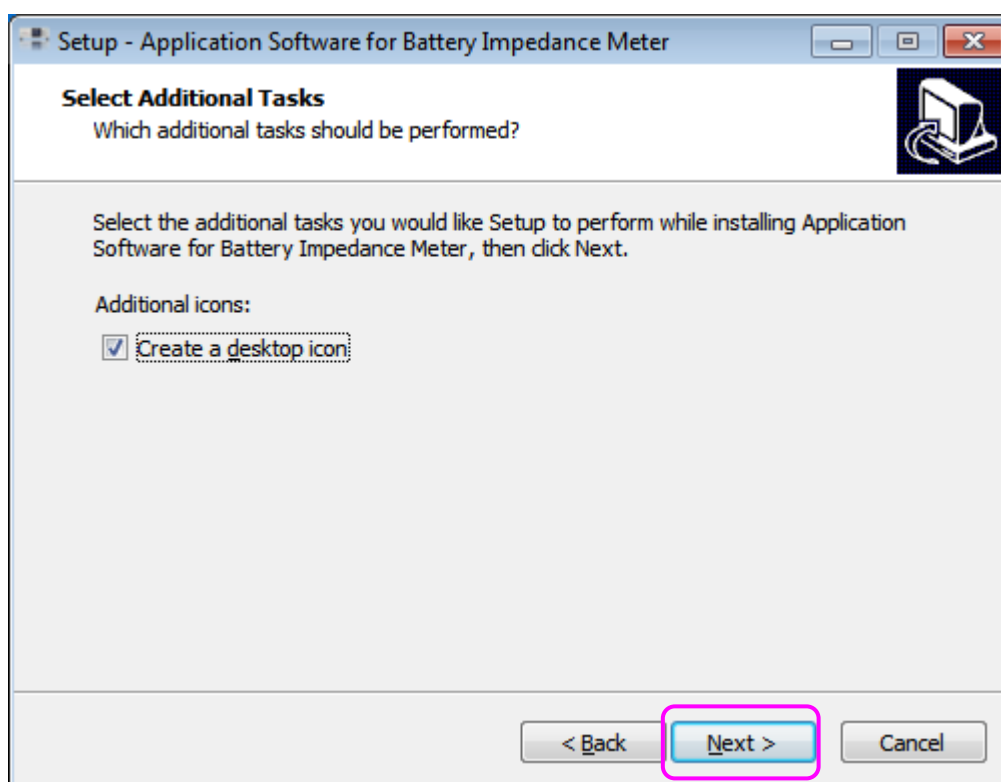 Setup - Application Software for Battery Impedance Meter
Select Additional Tasks
Which additional tasks should be performed?
Select the additional tasks you would like Setup to perform while installing Application
Software for Battery Impedance Meter, then click Next.
Additional icons:
Create a desktop icon
< Back Next > Cancel